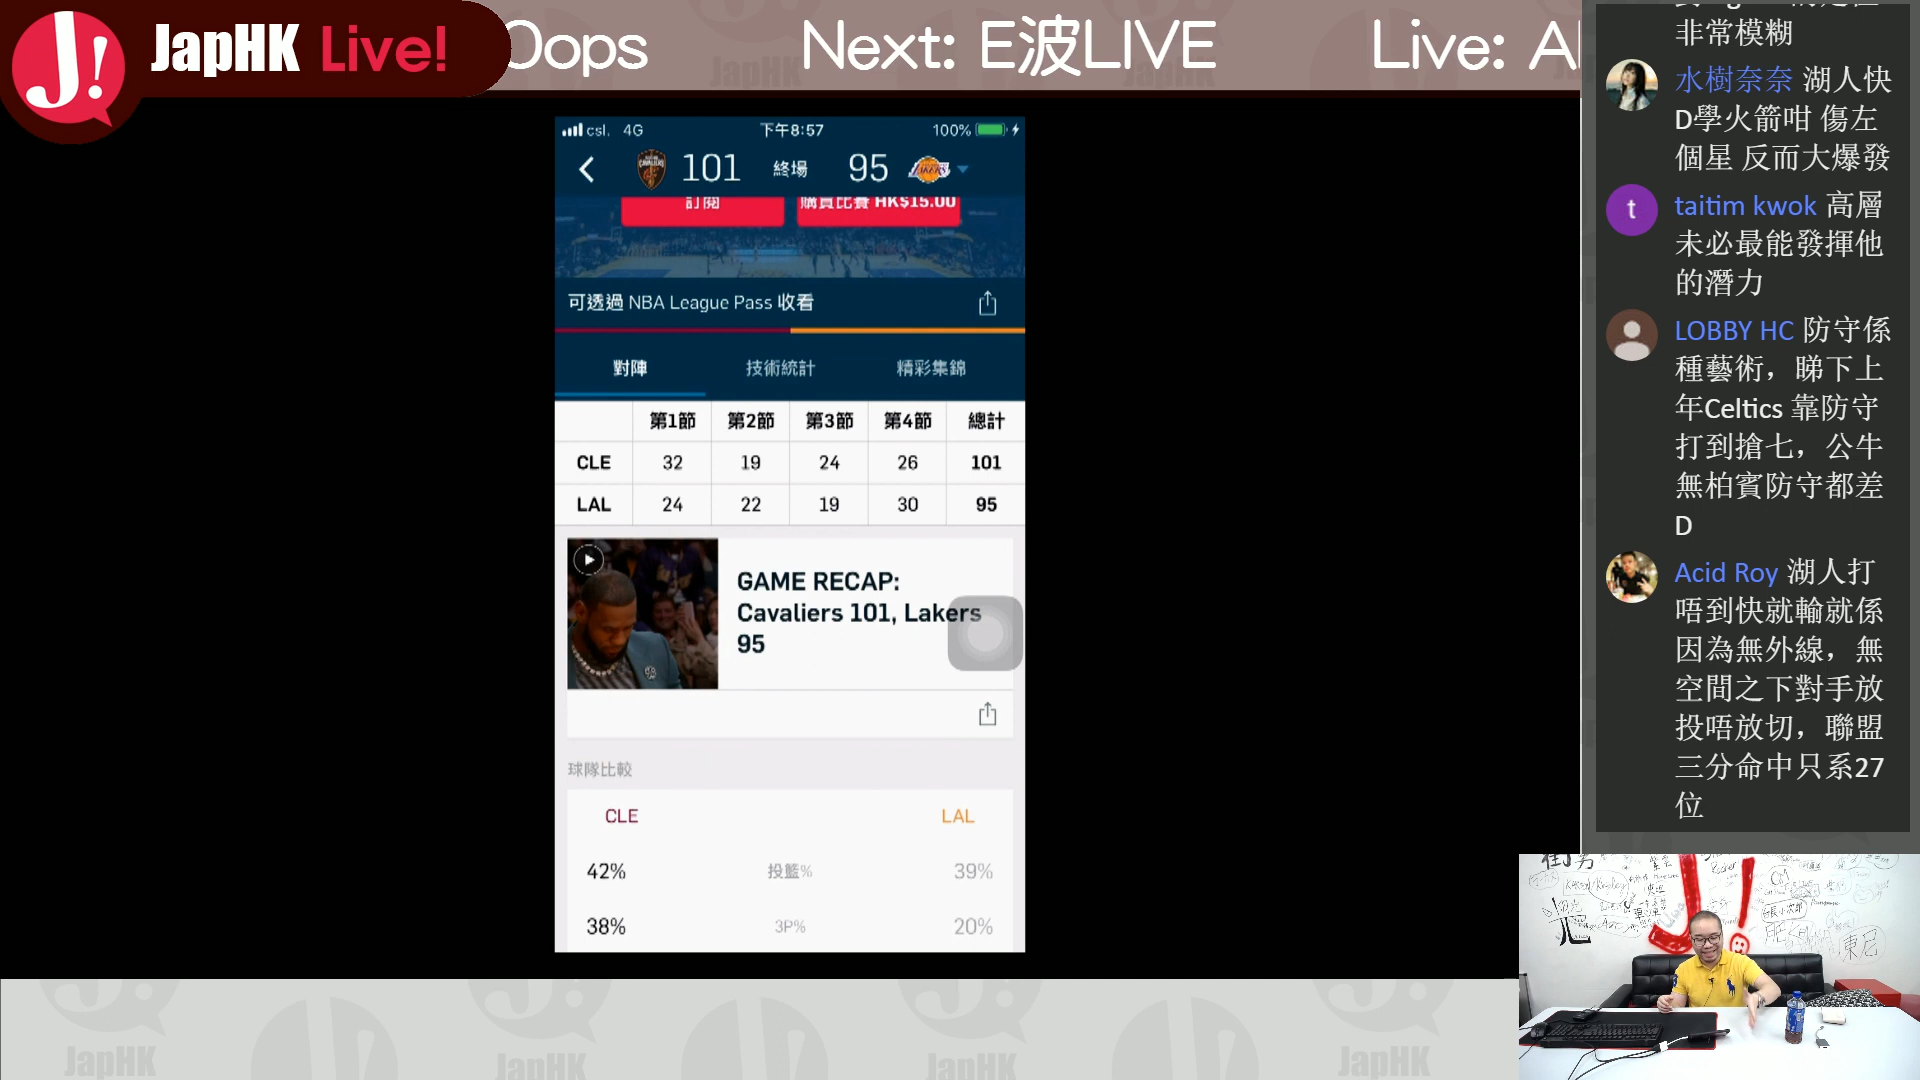 JapHK Live!
Oops Next: E波LIVE Live: A
csl. 4G 下午8:57 100%
101 終場 95
訂閱 購買比賽 HK$15.00
可透過 NBA League Pass 收看
對陣 技術統計 精彩集錦
第1節 第2節 第3節 第4節 總計
CLE 32 19 24 26 101
LAL 24 22 19 30 95
GAME RECAP:
Cavaliers 101, Lakers
95
球隊比較
CLE LAL
42% 投籃% 39%
38% 3P% 20%
非常模糊
水樹奈奈 湖人快
D學火箭咁 傷左
個星 反而大爆發
t
taitim kwok 高層
未必最能發揮他
的潛力
LOBBY HC 防守係
種藝術，睇下上
年Celtics 靠防守
打到搶七，公牛
無柏賓防守都差
D
Acid Roy 湖人打
唔到快就輸就係
因為無外線，無
空間之下對手放
投唔放切，聯盟
三分命中只系27
位
JapHK
JapHK
JapHK
JapHK
東尼